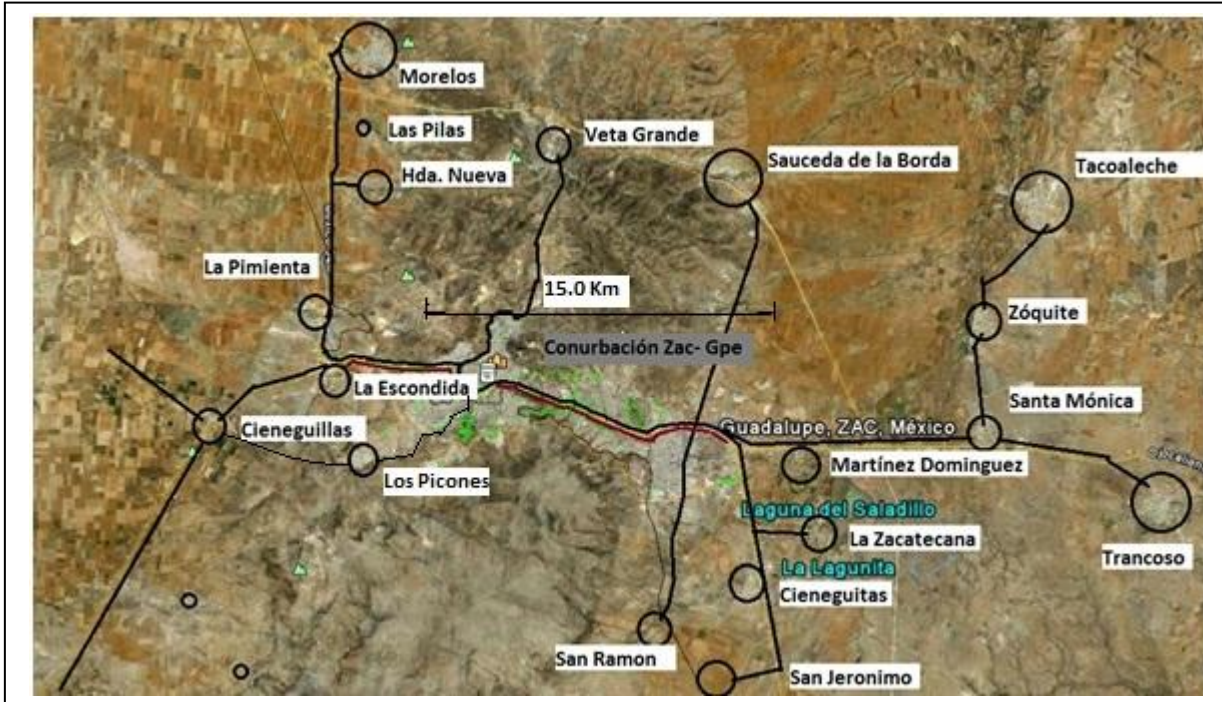 Morelos
Las Pilas
Veta Grande
Sauceda de la Borda
Tacoaleche
Hda. Nueva
La Pimienta
15.0 Km
Zóquite
Conurbación Zac- Gpe
La Escondida
Santa Mónica
Cieneguillas
Guadalupe, ZAC, México
Martínez Dominguez
Los Picones
Laguna del Saladillo
La Zacatecana
Trancoso
La Lagunita
Cieneguitas
San Ramon
San Jeronimo